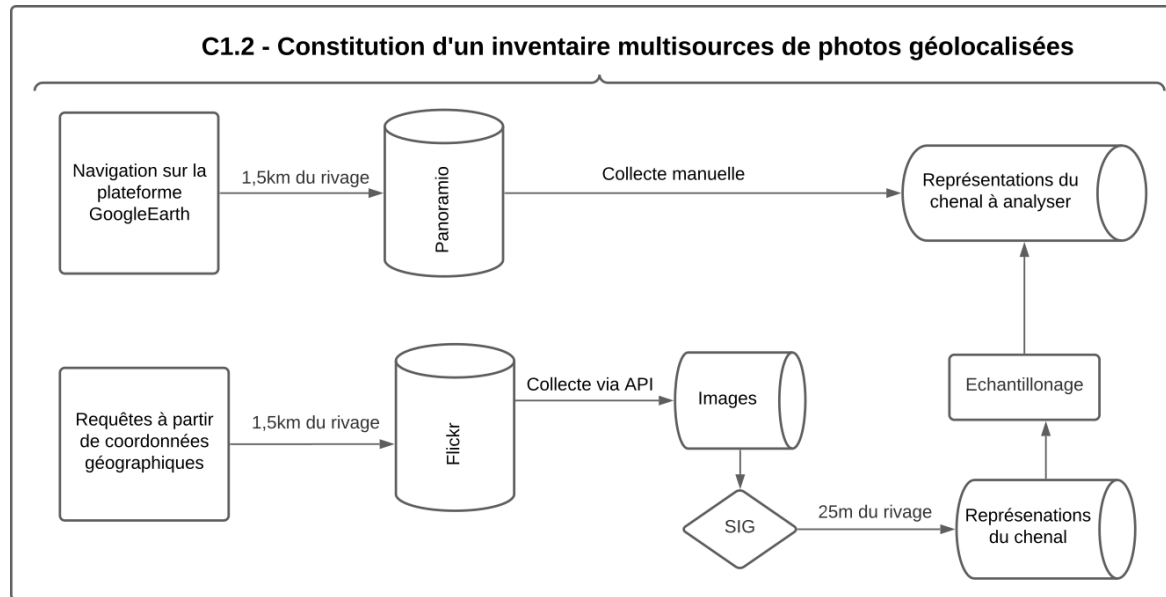 C1.2 - Constitution d'un inventaire multisources de photos géolocalisées
Navigation sur la
plateforme
GoogleEarth
1,5km du rivage
Panoramio
Collecte manuelle
Représentations du
chenal à analyser
Requêtes à partir
de coordonnées
géographiques
1,5km du rivage
Flickr
Collecte via API
Images
Echantillonage
SIG
25m du rivage
Représenations
du chenal